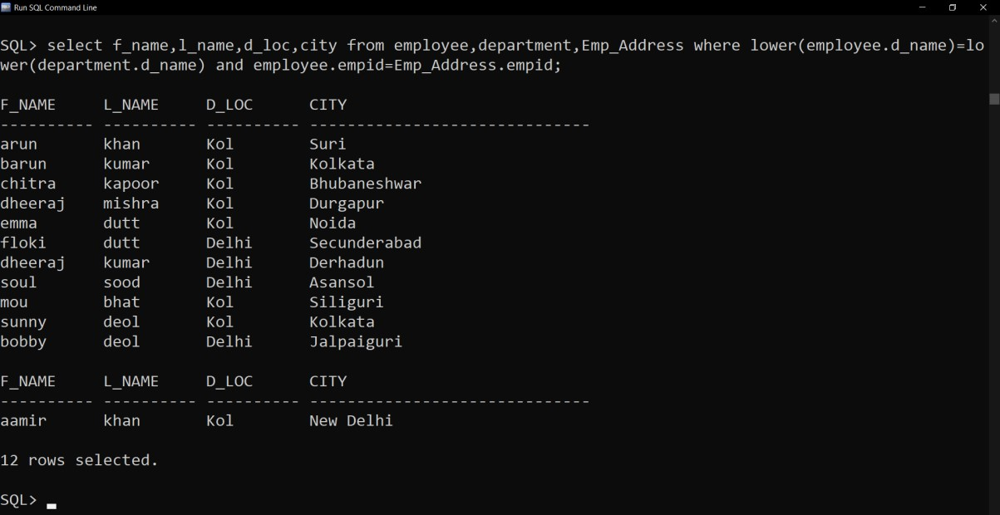 Run SQL Command Line
SQL> select f_name,l_name,d_loc,city from employee,department,Emp_Address where lower(employee.d_name)=lo
wer(department.d_name) and employee.empid=Emp_Address.empid;
F_NAME     L_NAME     D_LOC      CITY
---------- ---------- ---------- ------------------------------
arun       khan       Kol        Suri
barun      kumar      Kol        Kolkata
chitra     kapoor     Kol        Bhubaneshwar
dheeraj    mishra     Kol        Durgapur
emma       dutt       Kol        Noida
floki      dutt       Delhi      Secunderabad
dheeraj    kumar      Delhi      Derhadun
soul       sood       Delhi      Asansol
mou        bhat       Kol        Siliguri
sunny      deol       Kol        Kolkata
bobby      deol       Delhi      Jalpaiguri
F_NAME     L_NAME     D_LOC      CITY
---------- ---------- ---------- ------------------------------
aamir      khan       Kol        New Delhi
12 rows selected.
SQL>